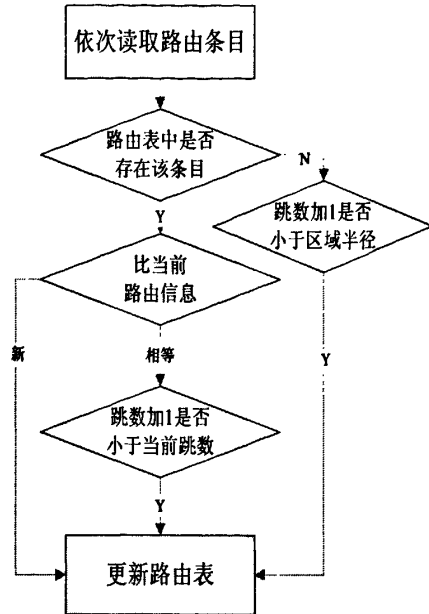 依次读取路由条目
路由表中是否
存在该条目
N
跳数加1是否
小于区域半径
Y
比当前
路由信息
新
相等
Y
跳数加1是否
小于当前跳数
Y
更新路由表